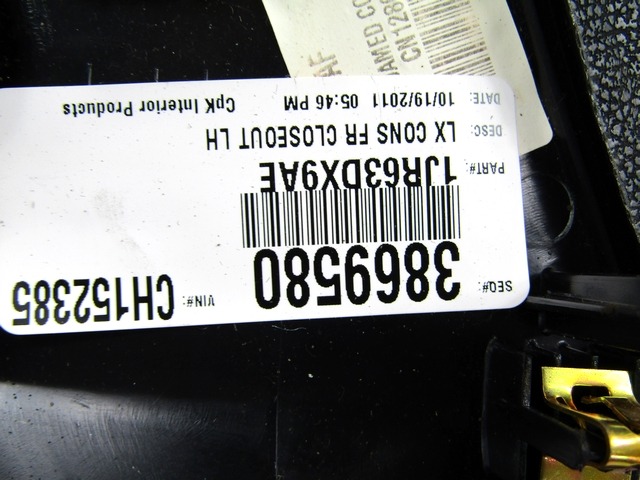 SEQ#: 3869580 VIN#: CH152385
PART#: 1JR63DX9AE
DESC: LX CONS FR CLOSEOUT LH
DATE: 10/19/2011 05:46 PM CpK Interior Products